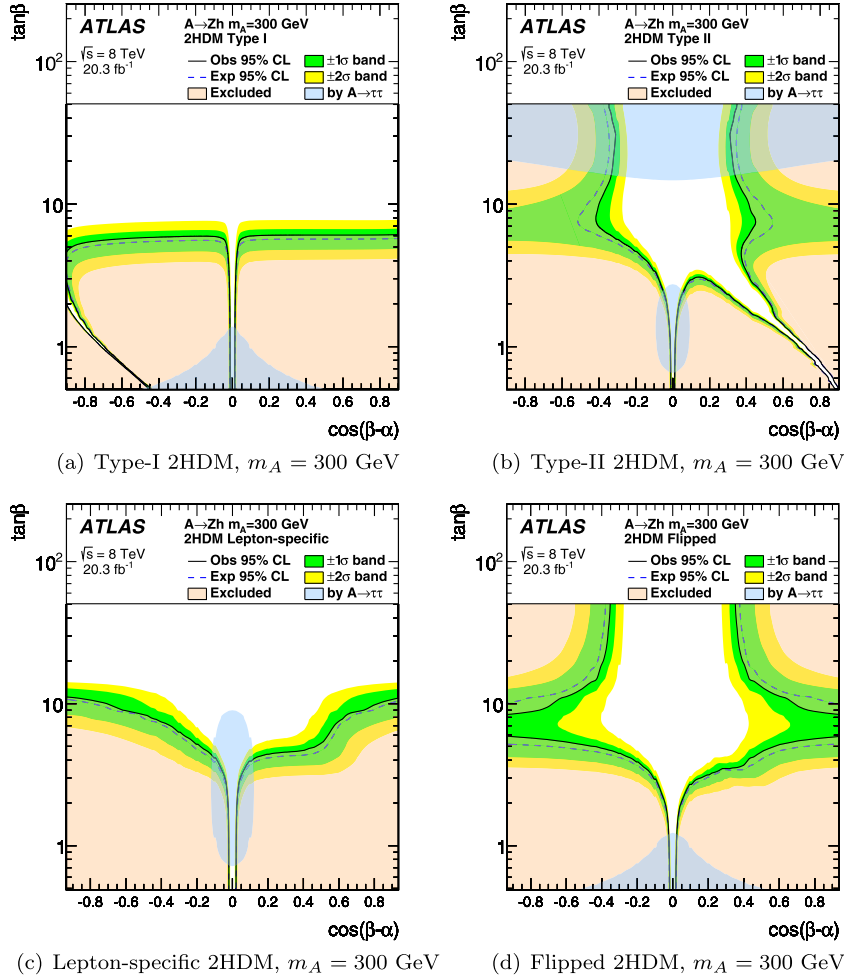 ATLAS
A→Zh m_A=300 GeV
2HDM Type I
√s = 8 TeV
20.3 fb⁻¹
Obs 95% CL
±1σ band
Exp 95% CL
±2σ band
Excluded
by A→ττ
tanβ
10²
10
1
-0.8 -0.6 -0.4 -0.2 0 0.2 0.4 0.6 0.8
cos(β-α)
(a) Type-I 2HDM, m_A = 300 GeV
ATLAS
A→Zh m_A=300 GeV
2HDM Type II
√s = 8 TeV
20.3 fb⁻¹
Obs 95% CL
±1σ band
Exp 95% CL
±2σ band
Excluded
by A→ττ
tanβ
10²
10
1
-0.8 -0.6 -0.4 -0.2 0 0.2 0.4 0.6 0.8
cos(β-α)
(b) Type-II 2HDM, m_A = 300 GeV
ATLAS
A→Zh m_A=300 GeV
2HDM Lepton-specific
√s = 8 TeV
20.3 fb⁻¹
Obs 95% CL
±1σ band
Exp 95% CL
±2σ band
Excluded
by A→ττ
tanβ
10²
10
1
-0.8 -0.6 -0.4 -0.2 0 0.2 0.4 0.6 0.8
cos(β-α)
(c) Lepton-specific 2HDM, m_A = 300 GeV
ATLAS
A→Zh m_A=300 GeV
2HDM Flipped
√s = 8 TeV
20.3 fb⁻¹
Obs 95% CL
±1σ band
Exp 95% CL
±2σ band
Excluded
by A→ττ
tanβ
10²
10
1
-0.8 -0.6 -0.4 -0.2 0 0.2 0.4 0.6 0.8
cos(β-α)
(d) Flipped 2HDM, m_A = 300 GeV